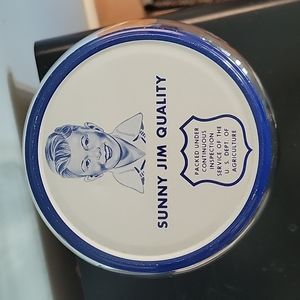 SUNNY JIM QUALITY
PACKED UNDER
CONTINUOUS
INSPECTION
SERVICE OF THE
U. S. DEPT. OF
AGRICULTURE